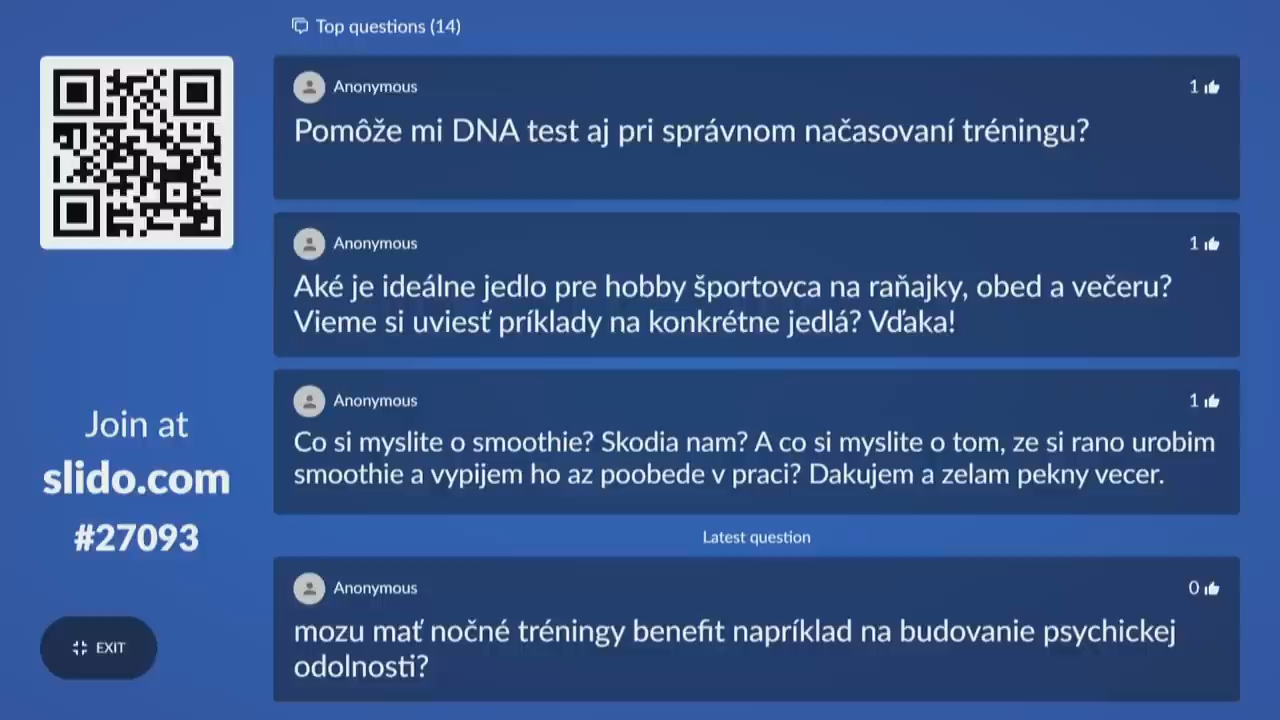 Top questions (14)
Anonymous
1
Pomôže mi DNA test aj pri správnom načasovaní tréningu?
Anonymous
1
Aké je ideálne jedlo pre hobby športovca na raňajky, obed a večeru?
Vieme si uviesť príklady na konkrétne jedlá? Vďaka!
Anonymous
1
Co si myslite o smoothie? Skodia nam? A co si myslite o tom, ze si rano urobim
smoothie a vypijem ho az poobede v praci? Dakujem a zelam pekny vecer.
Latest question
Anonymous
0
mozu mať nočné tréningy benefit napríklad na budovanie psychickej
odolnosti?
Join at
slido.com
#27093
EXIT